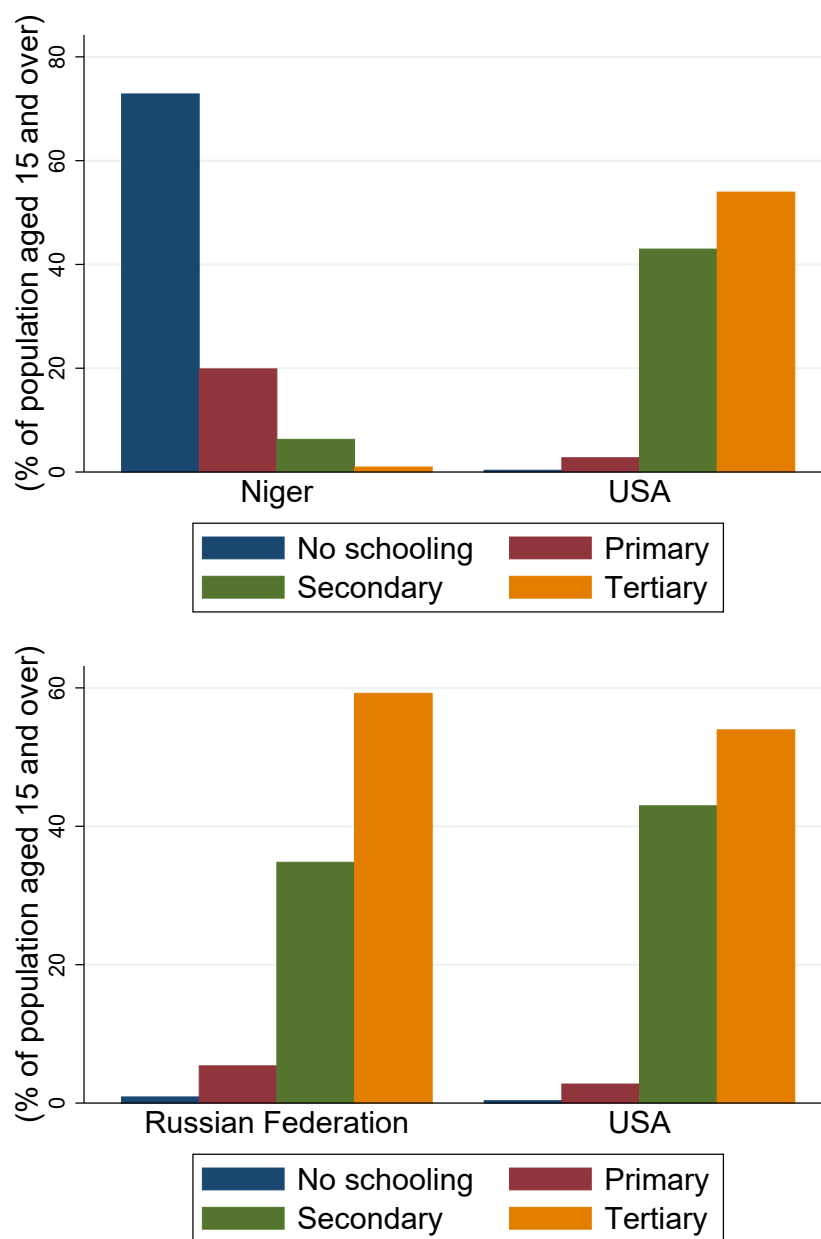 (% of population aged 15 and over)
80
60
40
20
0
Niger USA
No schooling Primary
Secondary Tertiary
(% of population aged 15 and over)
60
40
20
0
Russian Federation USA
No schooling Primary
Secondary Tertiary